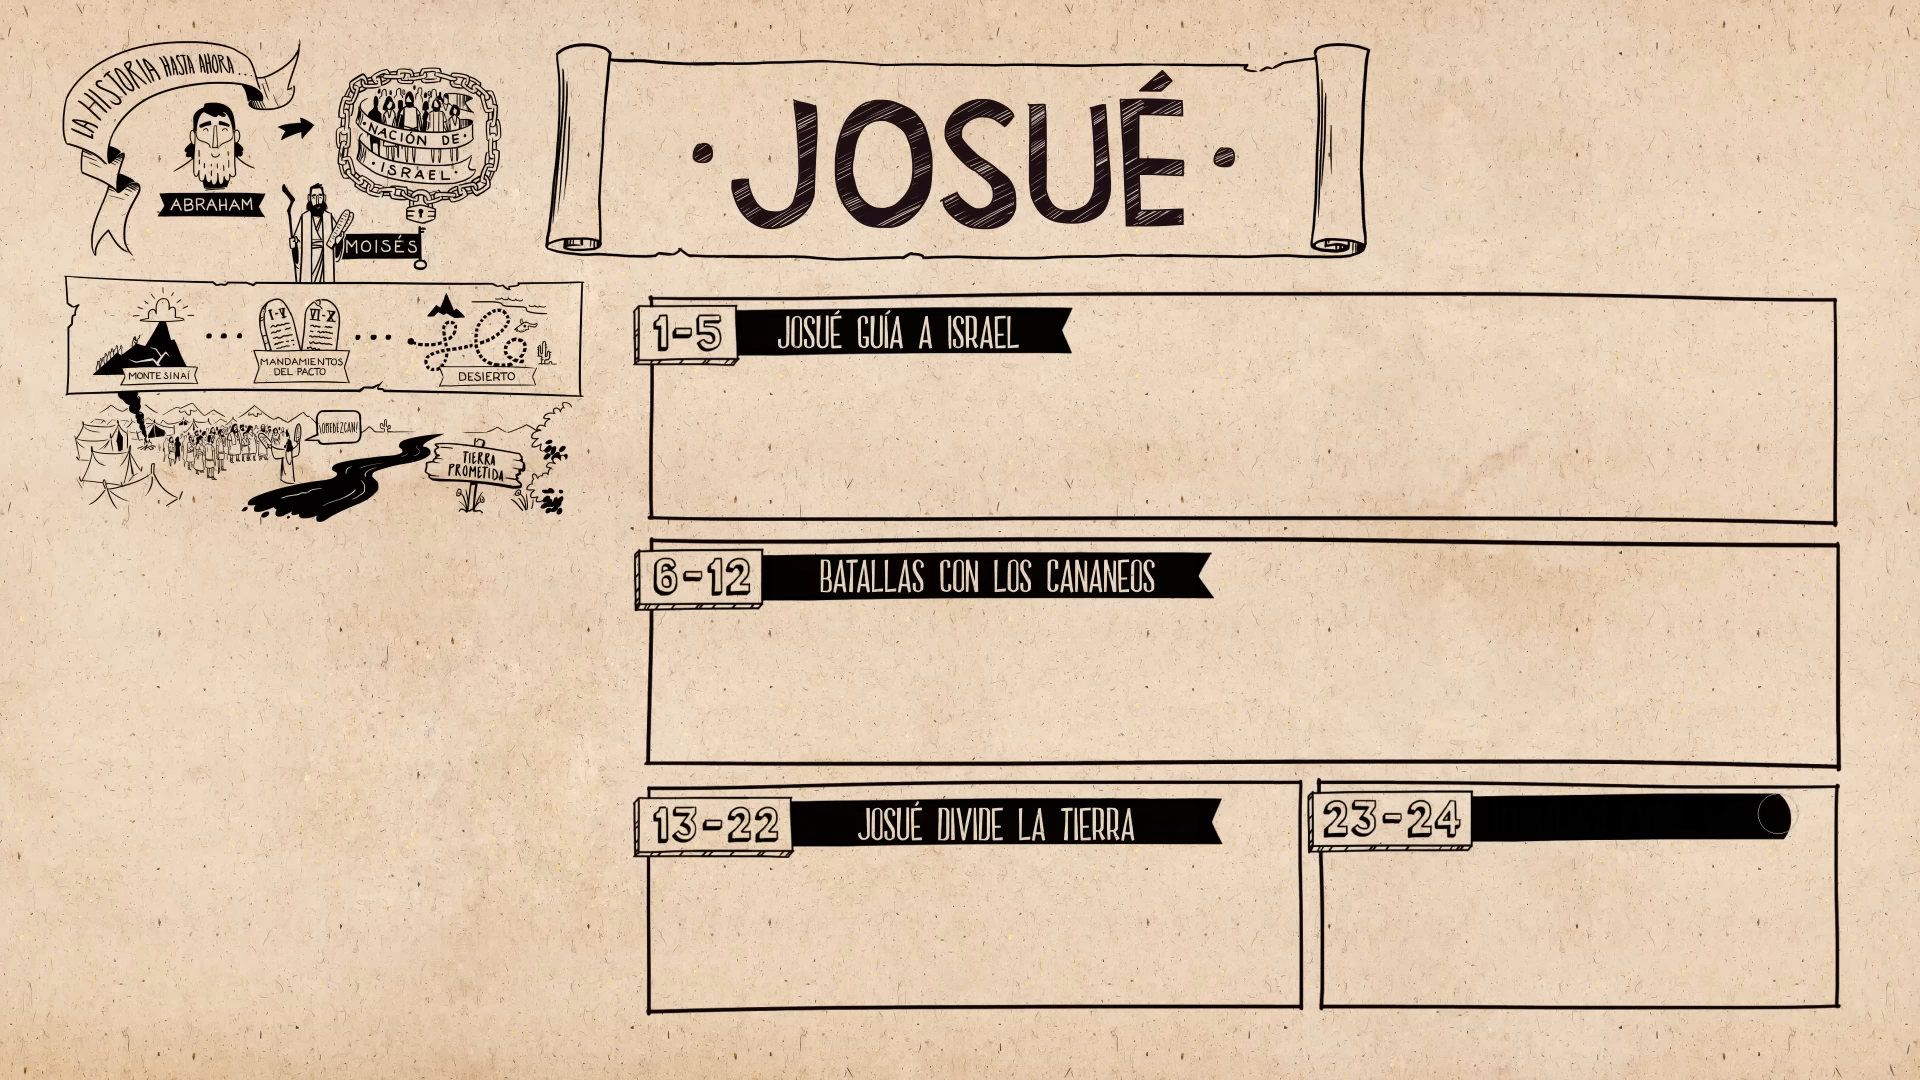 LA HISTORIA HASTA AHORA...
ABRAHAM
NACIÓN DE
ISRAEL
MOISÉS
MONTE SINAÍ
I-V VI-X
MANDAMIENTOS
DEL PACTO
DESIERTO
¡OBEDEZCAN!
TIERRA
PROMETIDA
JOSUÉ
1-5 JOSUÉ GUÍA A ISRAEL
6-12 BATALLAS CON LOS CANANEOS
13-22 JOSUÉ DIVIDE LA TIERRA
23-24